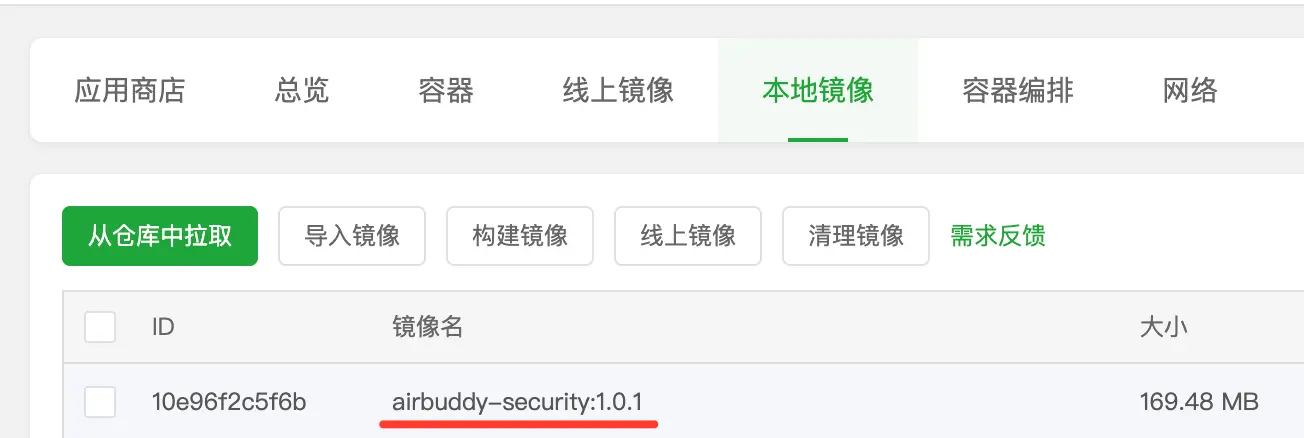 应用商店 总览 容器 线上镜像 本地镜像 容器编排 网络
从仓库中拉取 导入镜像 构建镜像 线上镜像 清理镜像 需求反馈
ID 镜像名 大小
10e96f2c5f6b airbuddy-security:1.0.1 169.48 MB